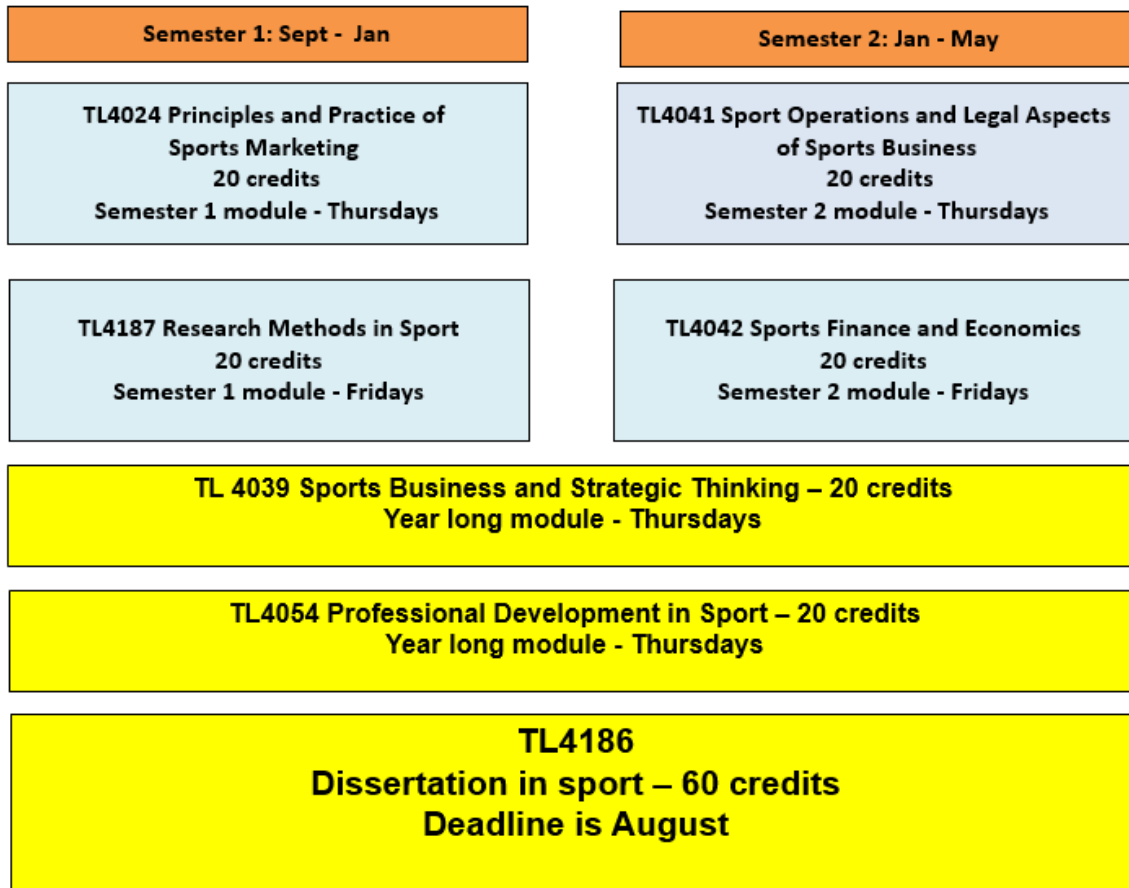 Semester 1: Sept - Jan
Semester 2: Jan - May
TL4024 Principles and Practice of
Sports Marketing
20 credits
Semester 1 module - Thursdays
TL4041 Sport Operations and Legal Aspects
of Sports Business
20 credits
Semester 2 module - Thursdays
TL4187 Research Methods in Sport
20 credits
Semester 1 module - Fridays
TL4042 Sports Finance and Economics
20 credits
Semester 2 module - Fridays
TL 4039 Sports Business and Strategic Thinking – 20 credits
Year long module - Thursdays
TL4054 Professional Development in Sport – 20 credits
Year long module - Thursdays
TL4186
Dissertation in sport – 60 credits
Deadline is August